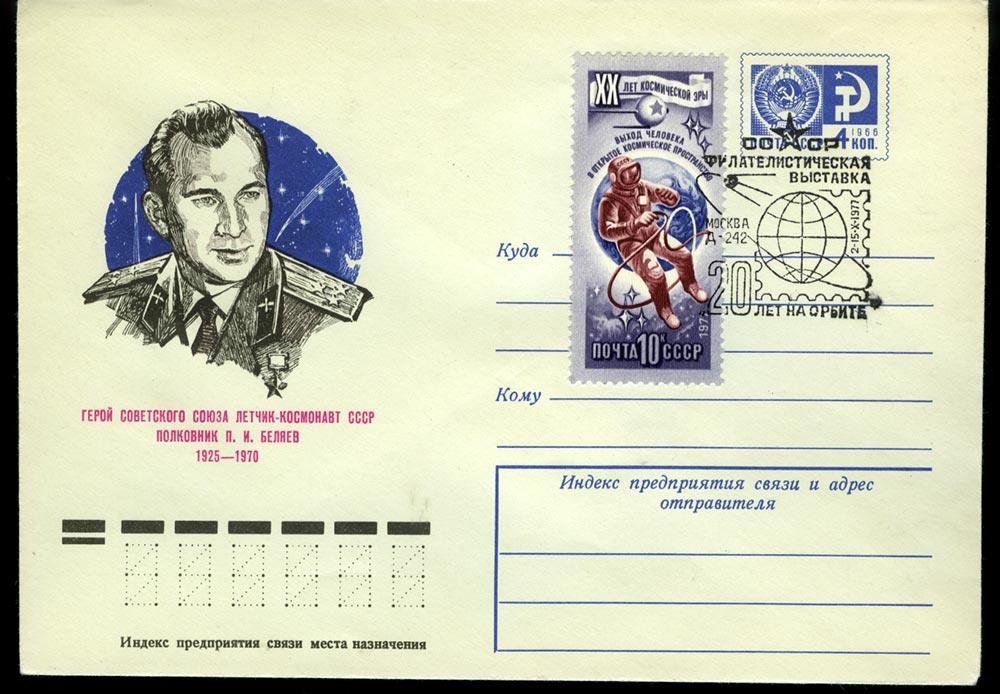 ГЕРОЙ СОВЕТСКОГО СОЮЗА ЛЕТЧИК-КОСМОНАВТ СССР
ПОЛКОВНИК П. И. БЕЛЯЕВ
1925—1970
Индекс предприятия связи места назначения
XX
ЛЕТ КОСМИЧЕСКОЙ ЭРЫ
ВЫХОД ЧЕЛОВЕКА
В ОТКРЫТОЕ КОСМИЧЕСКОЕ ПРОСТРАНСТВО
1977
ПОЧТА 10К СССР
1966
ПОЧТА СССР 4 КОП.
ФИЛАТЕЛИСТИЧЕСКАЯ
ВЫСТАВКА
МОСКВА
Д-242
2-16-X-1977
20
ЛЕТ НА ОРБИТЕ
Куда
Кому
Индекс предприятия связи и адрес
отправителя